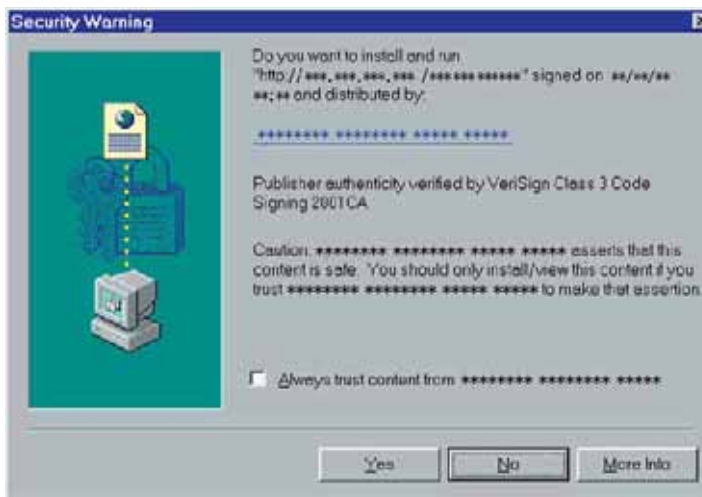 Security Warning
Do you want to install and run
"http://***.***.***.***/***********" signed on **/**/**
**:** and distributed by:
******** ******** ***** *****
Publisher authenticity verified by VeriSign Class 3 Code
Signing 2001CA
Caution: ******** ******** ***** ***** asserts that this
content is safe. You should only install/view this content if you
trust ******** ******** ***** ***** to make that assertion.
Always trust content from ******** ******** *****
Yes
No
More Info